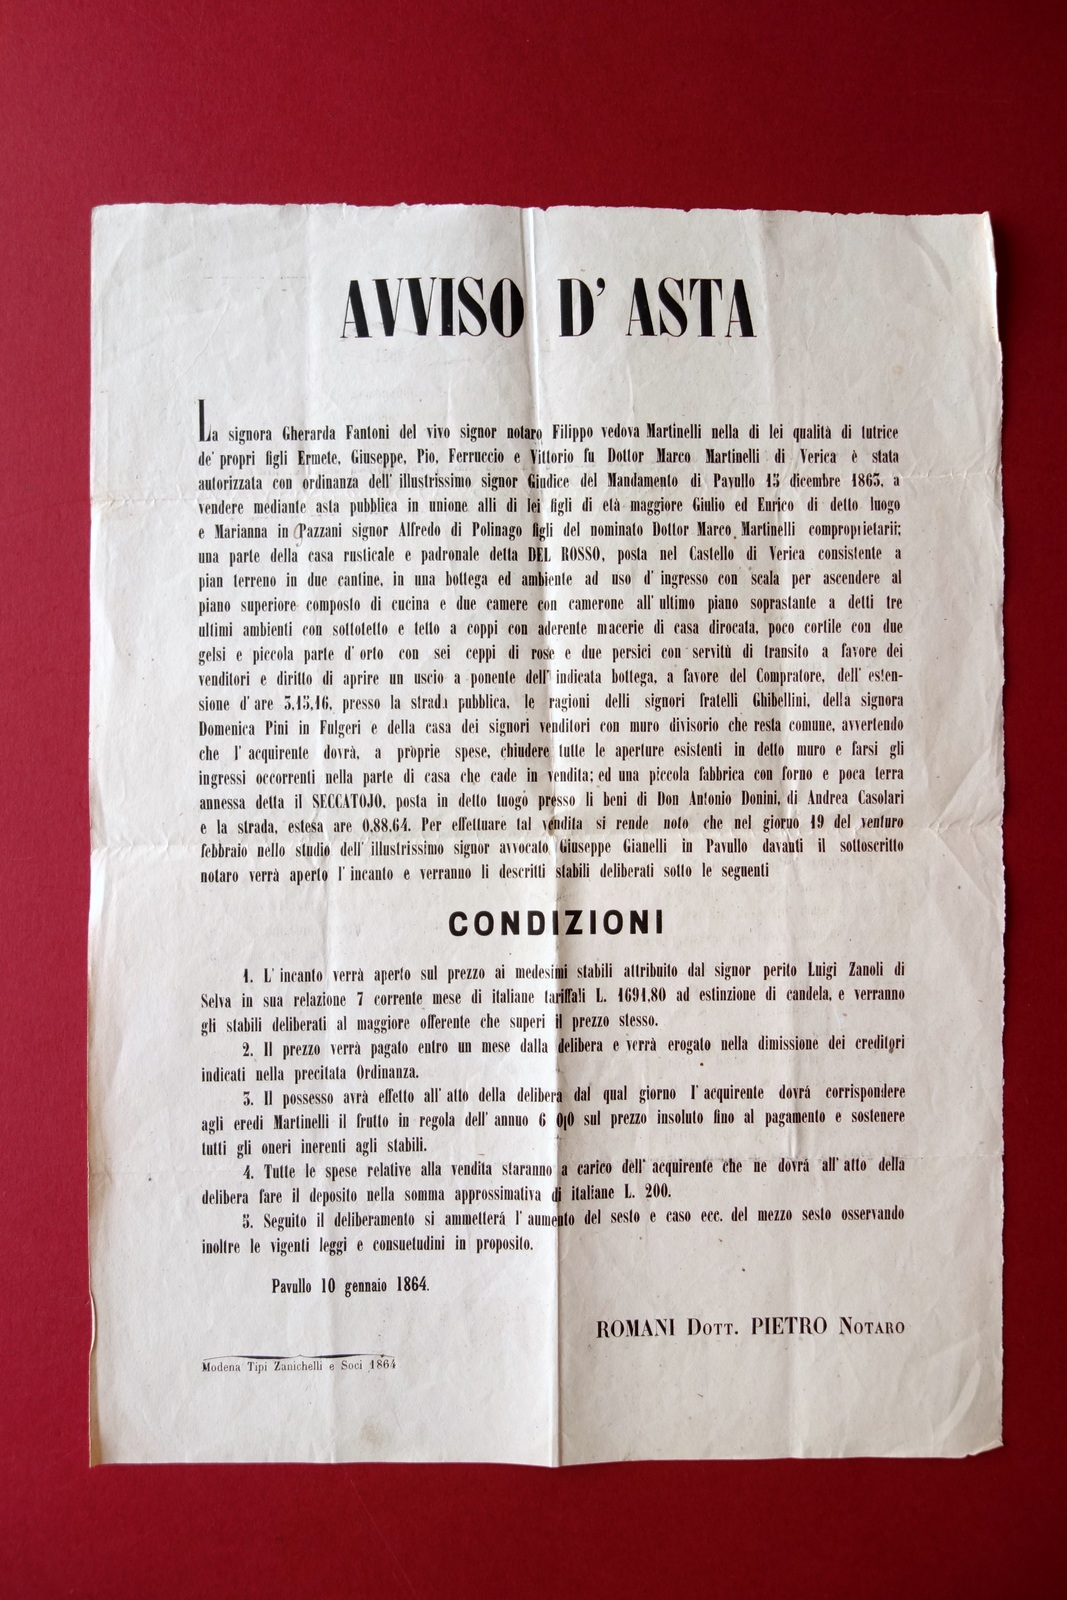 AVVISO D' ASTA
La signora Gherarda Fantoni del vivo signor notaro Filippo vedova Martinelli nella di lei qualità di tutrice
de' propri figli Ermete, Giuseppe, Pio, Ferruccio e Vittorio fu Dottor Marco Martinelli di Verica è stata
autorizzata con ordinanza dell' illustrissimo signor Giudice del Mandamento di Pavullo 15 dicembre 1863, a
vendere mediante asta pubblica in unione alli di lei figli di età maggiore Giulio ed Enrico di detto luogo
e Marianna in Pazzani signor Alfredo di Polinago figli del nominato Dottor Marco Martinelli comproprietarii;
una parte della casa rusticale e padronale detta DEL ROSSO, posta nel Castello di Verica consistente a
pian terreno in due cantine, in una bottega ed ambiente ad uso d' ingresso con scala per ascendere al
piano superiore composto di cucina e due camere con camerone all' ultimo piano soprastante a detti tre
ultimi ambienti con sottotetto e tetto a coppi con aderente macerie di casa dirocata, poco cortile con due
gelsi e piccola parte d' orto con sei ceppi di rose e due persici con servitù di transito a favore dei
venditori e diritto di aprire un uscio a ponente dell' indicata bottega, a favore del Compratore, dell' esten-
sione d' are 3,15,16, presso la strada pubblica, le ragioni delli signori fratelli Ghibellini, della signora
Domenica Pini in Fulgeri e della casa dei signori venditori con muro divisorio che resta comune, avvertendo
che l' acquirente dovrà, a pròprie spese, chiudere tutte le aperture esistenti in detto muro e farsi gli
ingressi occorrenti nella parte di casa che cade in vendita; ed una piccola fabbrica con forno e poca terra
annessa detta il SECCATOJO, posta in detto luogo presso li beni di Don Antonio Donini, di Andrea Casolari
e la strada, estesa are 0,88,64. Per effettuare tal vendita si rende noto che nel giorno 19 del venturo
febbraio nello studio dell' illustrissimo signor avvocato Giuseppe Gianelli in Pavullo davanti il sottoscritto
notaro verrà aperto l' incanto e verranno li descritti stabili deliberati sotto le seguenti
CONDIZIONI
1. L' incanto verrà aperto sul prezzo ai medesimi stabili attribuito dal signor perito Luigi Zanoli di
Selva in sua relazione 7 corrente mese di italiane tariffali L. 1691.80 ad estinzione di candela, e verranno
gli stabili deliberati al maggiore offerente che superi il prezzo stesso.
2. Il prezzo verrà pagato entro un mese dalla delibera e verrà erogato nella dimissione dei creditori
indicati nella precitata Ordinanza.
3. Il possesso avrà effetto all' atto della delibera dal qual giorno l' acquirente dovrá corrispondere
agli eredi Martinelli il frutto in regola dell' annuo 6 0|0 sul prezzo insoluto fino al pagamento e sostenere
tutti gli oneri inerenti agli stabili.
4. Tutte le spese relative alla vendita staranno a carico dell' acquirente che ne dovrá all' atto della
delibera fare il deposito nella somma approssimativa di italiane L. 200.
5. Seguito il deliberamento si ammetterá l' aumento del sesto e caso ecc. del mezzo sesto osservando
inoltre le vigenti leggi e consuetudini in proposito.
Pavullo 10 gennaio 1864.
ROMANI DOTT. PIETRO NOTARO
Modena Tipi Zanichelli e Soci 1864